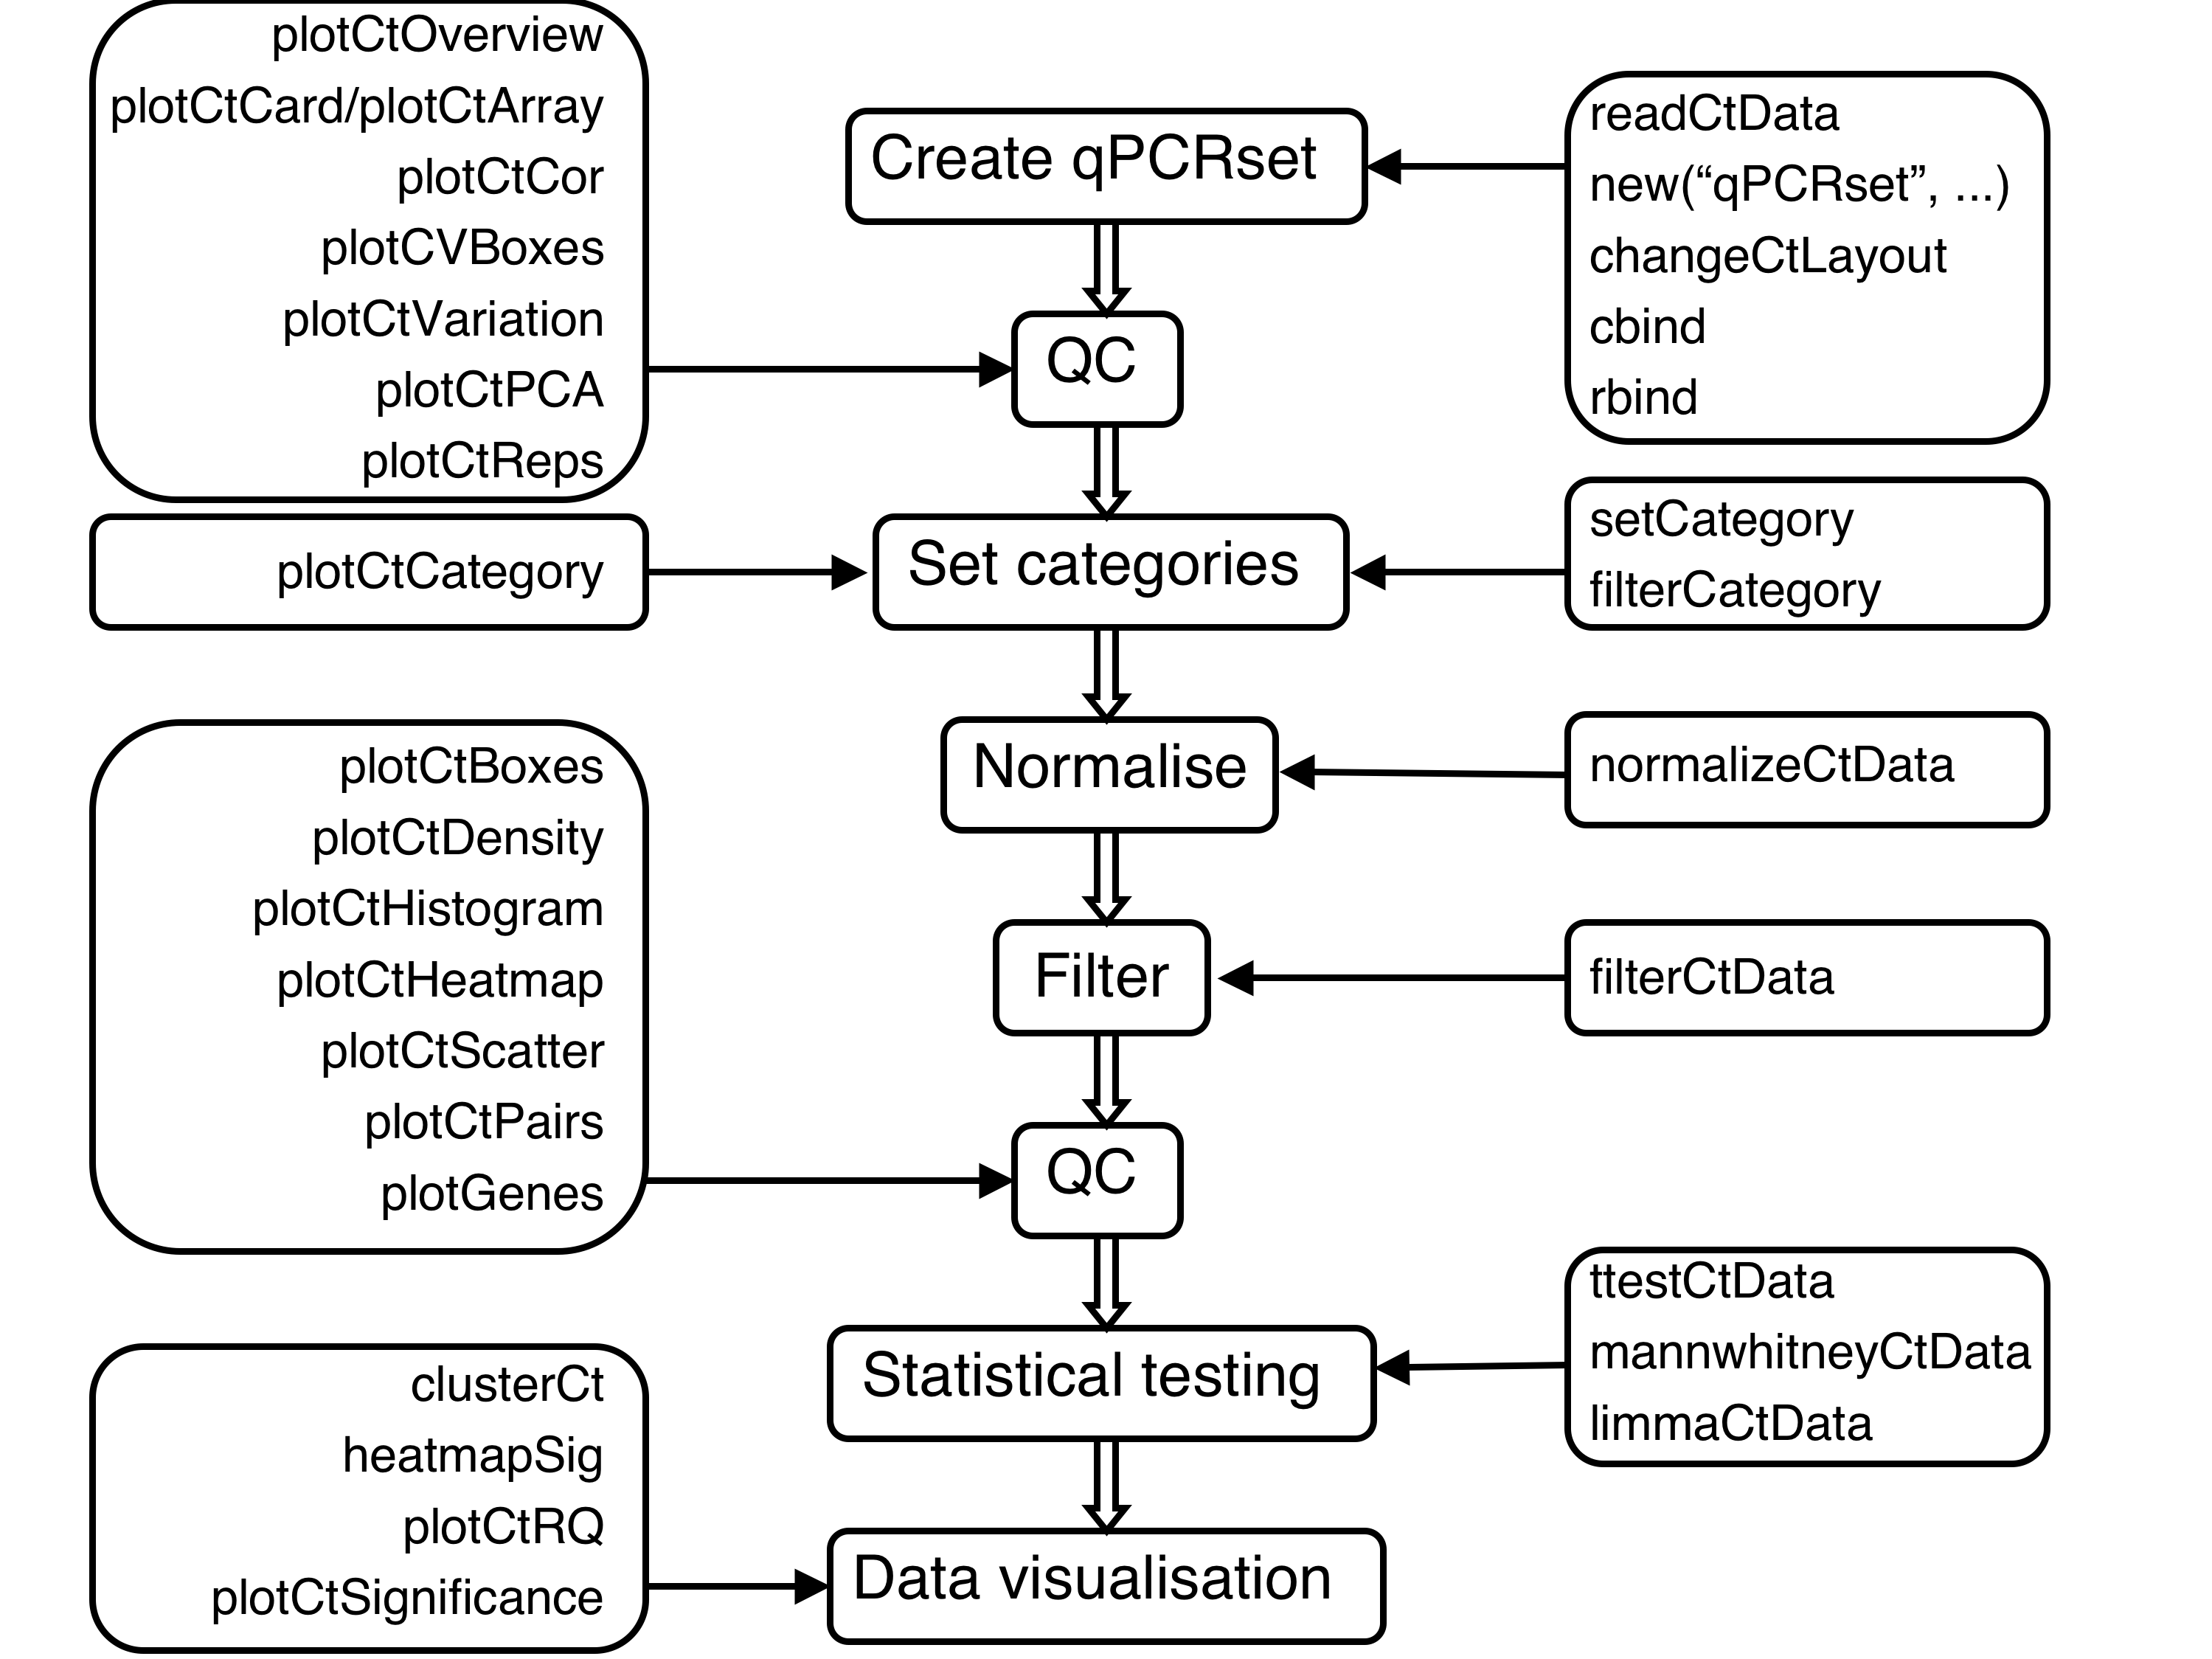 plotCtOverview
plotCtCard/plotCtArray
plotCtCor
plotCVBoxes
plotCtVariation
plotCtPCA
plotCtReps
plotCtCategory
plotCtBoxes
plotCtDensity
plotCtHistogram
plotCtHeatmap
plotCtScatter
plotCtPairs
plotGenes
clusterCt
heatmapSig
plotCtRQ
plotCtSignificance
Create qPCRset
QC
Set categories
Normalise
Filter
QC
Statistical testing
Data visualisation
readCtData
new(“qPCRset”, ...)
changeCtLayout
cbind
rbind
setCategory
filterCategory
normalizeCtData
filterCtData
ttestCtData
mannwhitneyCtData
limmaCtData